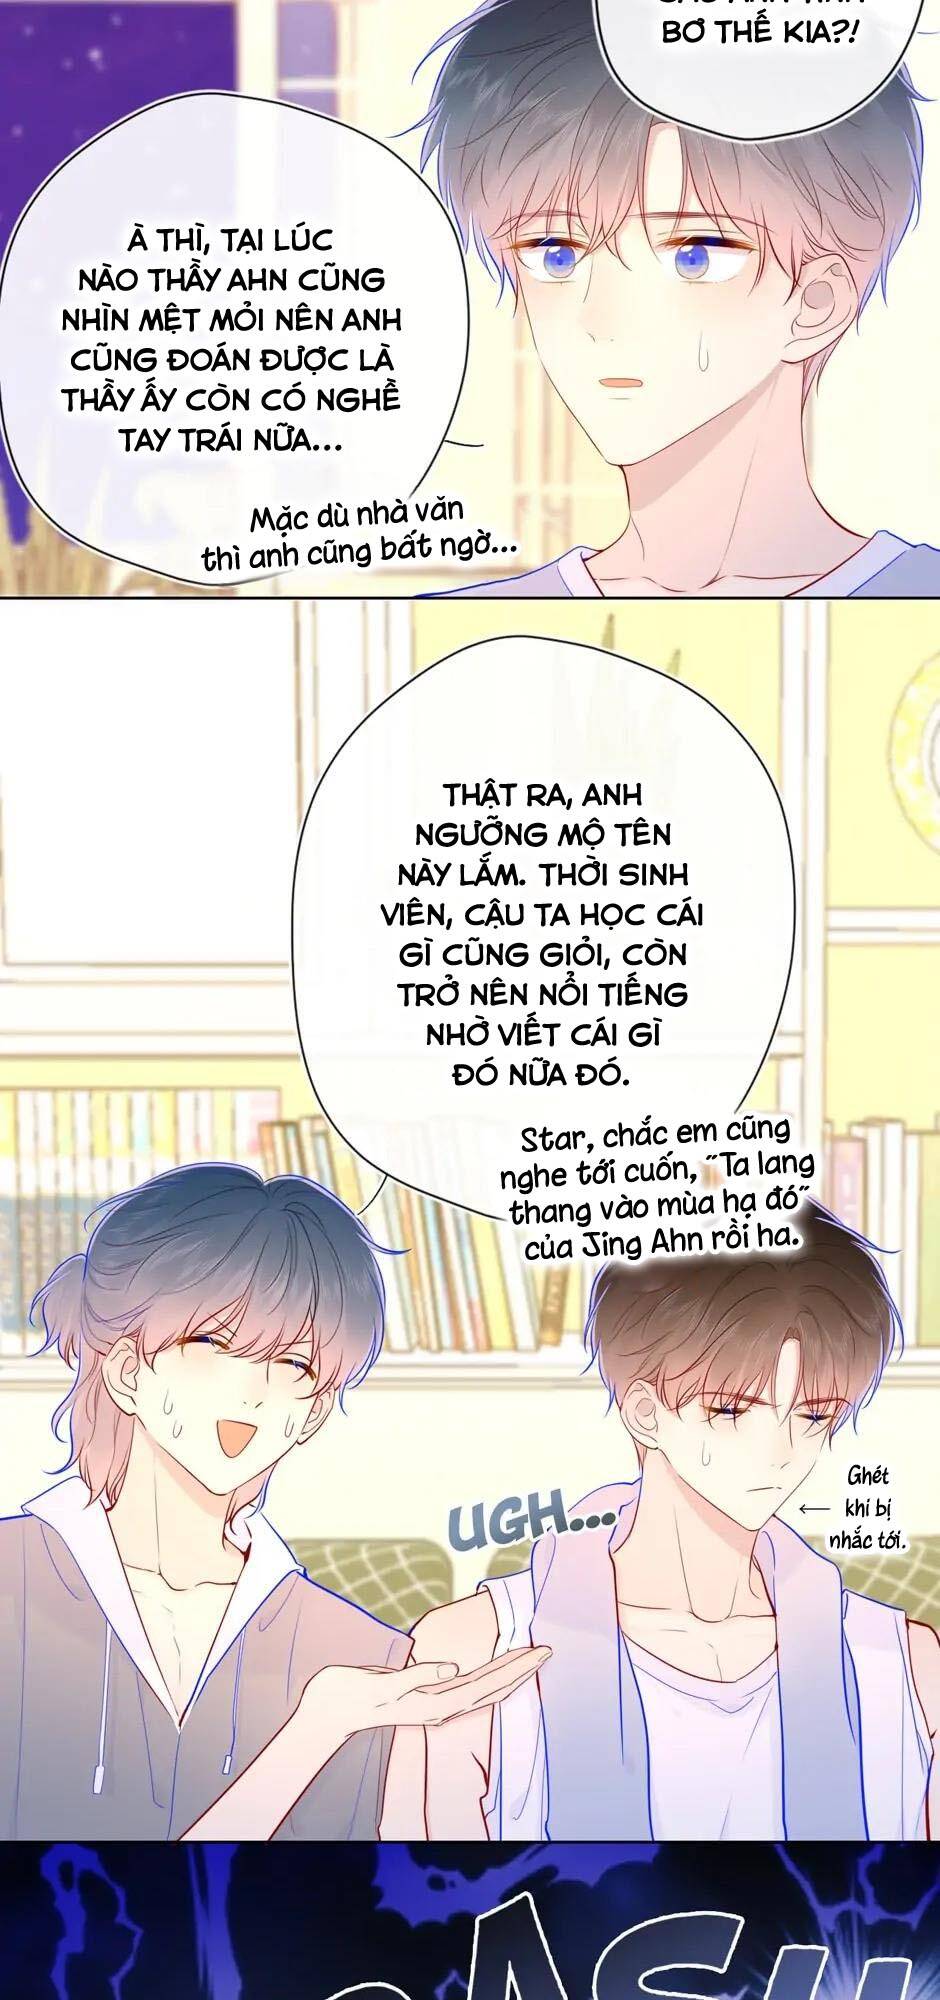 BƠ THẾ KIA?!
À THÌ, TẠI LÚC
NÀO THẦY AHN CŨNG
NHÌN MỆT MỎI NÊN ANH
CŨNG ĐOÁN ĐƯỢC LÀ
THẦY ẤY CÒN CÓ NGHỀ
TAY TRÁI NỮA...
Mặc dù nhà văn
thì anh cũng bất ngờ...
THẬT RA, ANH
NGƯỠNG MỘ TÊN
NÀY LẮM. THỜI SINH
VIÊN, CẬU TA HỌC CÁI
GÌ CŨNG GIỎI, CÒN
TRỞ NÊN NỔI TIẾNG
NHỜ VIẾT CÁI GÌ
ĐÓ NỮA ĐÓ.
Star, chắc em cũng
nghe tới cuốn, "Ta lang
thang vào mùa hạ đó"
của Jing Ahn rồi ha.
UGH...
←
Ghét
khi bị
nhắc tới.